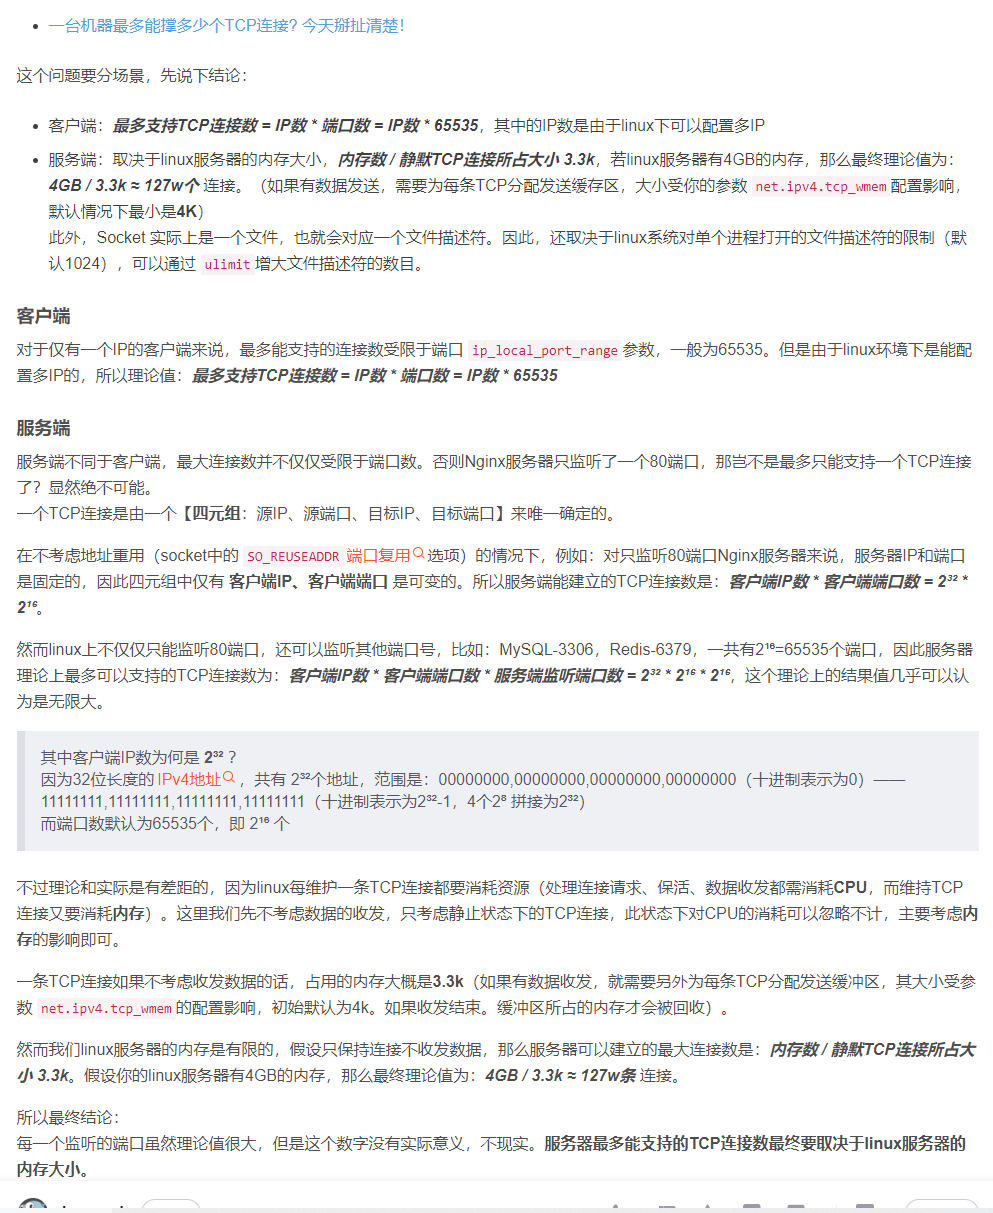 一台机器最多能撑多少个TCP连接? 今天掰扯清楚!
这个问题要分场景，先说下结论：
客户端：最多支持TCP连接数 = IP数 * 端口数 = IP数 * 65535，其中的IP数是由于linux下可以配置多IP
服务端：取决于linux服务器的内存大小，内存数 / 静默TCP连接所占大小 3.3k，若linux服务器有4GB的内存，那么最终理论值为：
4GB / 3.3k ≈ 127w个 连接。（如果有数据发送，需要为每条TCP分配发送缓存区，大小受你的参数 net.ipv4.tcp_wmem 配置影响，
默认情况下最小是4K）
此外，Socket 实际上是一个文件，也就会对应一个文件描述符。因此，还取决于linux系统对单个进程打开的文件描述符的限制（默
认1024），可以通过 ulimit 增大文件描述符的数目。
客户端
对于仅有一个IP的客户端来说，最多能支持的连接数受限于端口 ip_local_port_range 参数，一般为65535。但是由于linux环境下是能配
置多IP的，所以理论值：最多支持TCP连接数 = IP数 * 端口数 = IP数 * 65535
服务端
服务端不同于客户端，最大连接数并不仅仅受限于端口数。否则Nginx服务器只监听了一个80端口，那岂不是最多只能支持一个TCP连接
了？显然绝不可能。
一个TCP连接是由一个【四元组：源IP、源端口、目标IP、目标端口】来唯一确定的。
在不考虑地址重用（socket中的 SO_REUSEADDR 端口复用 选项）的情况下，例如：对只监听80端口Nginx服务器来说，服务器IP和端口
是固定的，因此四元组中仅有 客户端IP、客户端端口 是可变的。所以服务端能建立的TCP连接数是：客户端IP数 * 客户端端口数 = 2³² *
2¹⁶。
然而linux上不仅仅只能监听80端口，还可以监听其他端口号，比如：MySQL-3306，Redis-6379，一共有2¹⁶=65535个端口，因此服务器
理论上最多可以支持的TCP连接数为：客户端IP数 * 客户端端口数 * 服务端监听端口数 = 2³² * 2¹⁶ * 2¹⁶，这个理论上的结果值几乎可以认
为是无限大。
其中客户端IP数为何是 2³² ？
因为32位长度的 IPv4地址 ，共有 2³²个地址，范围是：00000000,00000000,00000000,00000000（十进制表示为0）——
11111111,11111111,11111111,11111111（十进制表示为2³²-1，4个2⁸ 拼接为2³²）
而端口数默认为65535个，即 2¹⁶ 个
不过理论和实际是有差距的，因为linux每维护一条TCP连接都要消耗资源（处理连接请求、保活、数据收发都需消耗CPU，而维持TCP
连接又要消耗内存）。这里我们先不考虑数据的收发，只考虑静止状态下的TCP连接，此状态下对CPU的消耗可以忽略不计，主要考虑内
存的影响即可。
一条TCP连接如果不考虑收发数据的话，占用的内存大概是3.3k（如果有数据收发，就需要另外为每条TCP分配发送缓冲区，其大小受参
数 net.ipv4.tcp_wmem 的配置影响，初始默认为4k。如果收发结束。缓冲区所占的内存才会被回收）。
然而我们linux服务器的内存是有限的，假设只保持连接不收发数据，那么服务器可以建立的最大连接数是：内存数 / 静默TCP连接所占大
小 3.3k。假设你的linux服务器有4GB的内存，那么最终理论值为：4GB / 3.3k ≈ 127w条 连接。
所以最终结论：
每一个监听的端口虽然理论值很大，但是这个数字没有实际意义，不现实。服务器最多能支持的TCP连接数最终要取决于linux服务器的
内存大小。